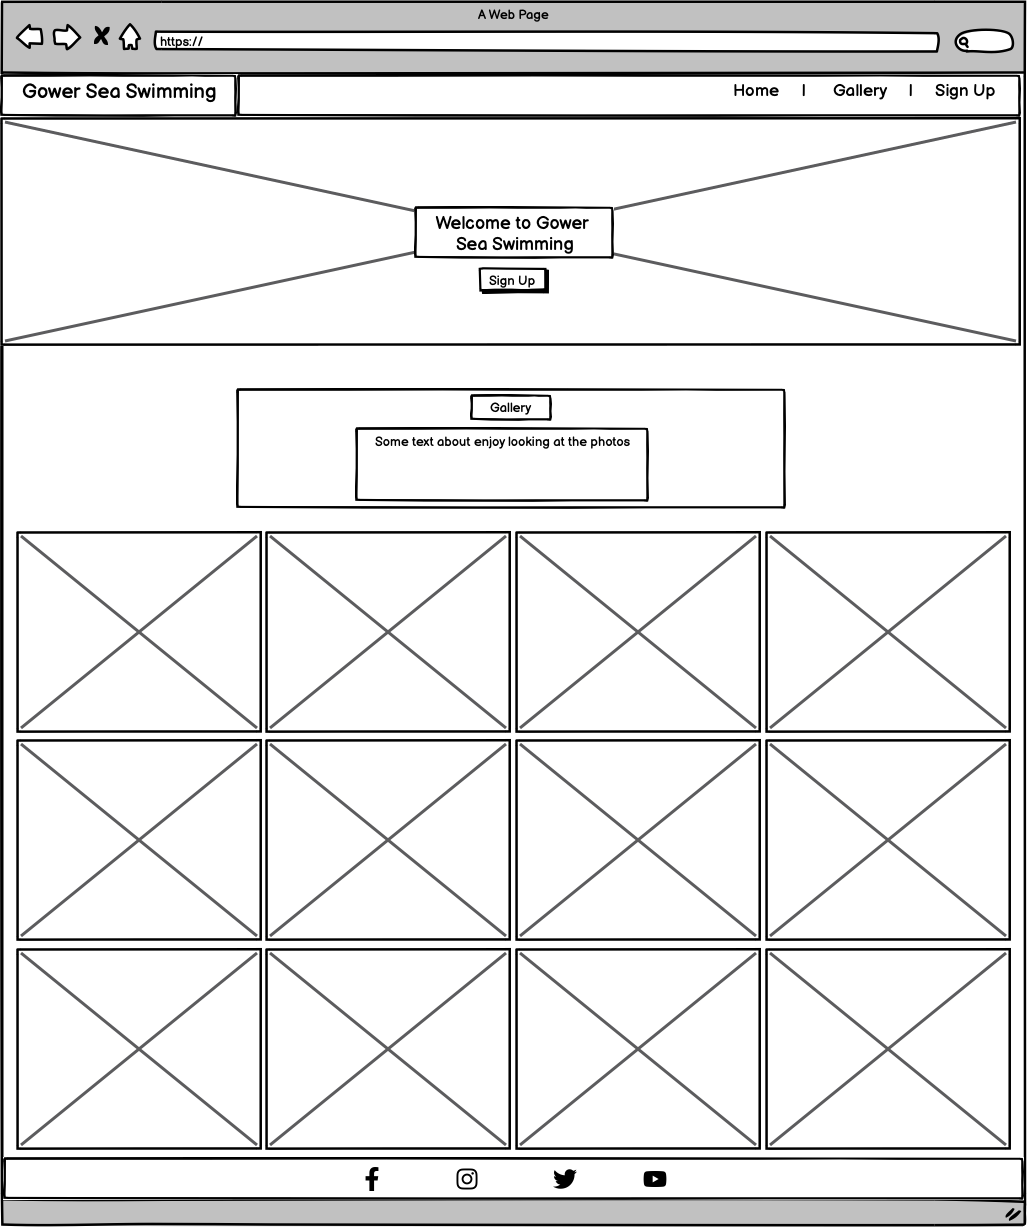 A Web Page
https://
Gower Sea Swimming
Home | Gallery | Sign Up
Welcome to Gower
Sea Swimming
Sign Up
Gallery
Some text about enjoy looking at the photos